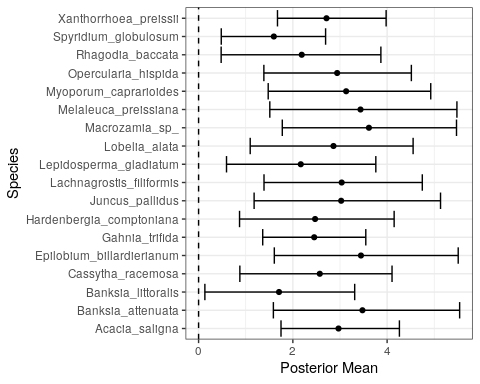 Xanthorrhoea_preissii
Spyridium_globulosum
Rhagodia_baccata
Opercularia_hispida
Myoporum_caprarioides
Melaleuca_preissiana
Macrozamia_sp_
Lobelia_alata
Lepidosperma_gladiatum
Lachnagrostis_filiformis
Juncus_pallidus
Hardenbergia_comptoniana
Gahnia_trifida
Epilobium_billardierianum
Cassytha_racemosa
Banksia_littoralis
Banksia_attenuata
Acacia_saligna
Species
0 2 4
Posterior Mean